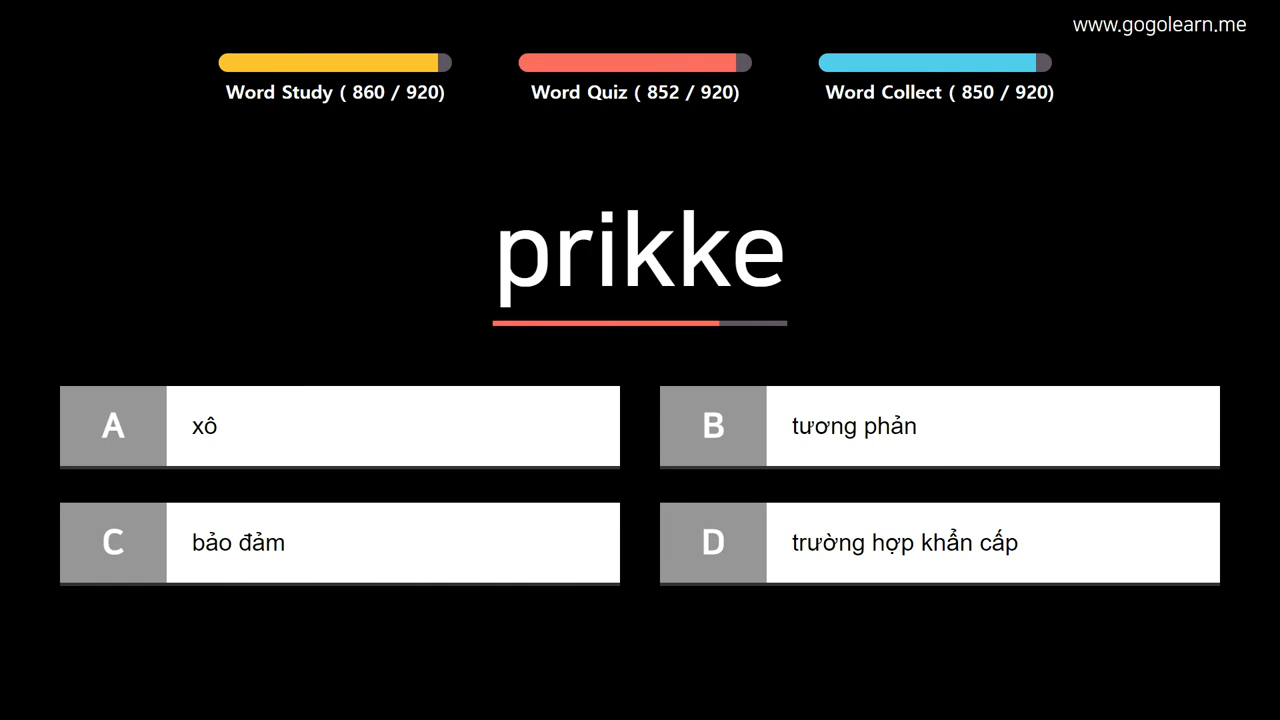 www.gogolearn.me
Word Study ( 860 / 920)
Word Quiz ( 852 / 920)
Word Collect ( 850 / 920)
prikke
A xô
B tương phản
C bảo đảm
D trường hợp khẩn cấp